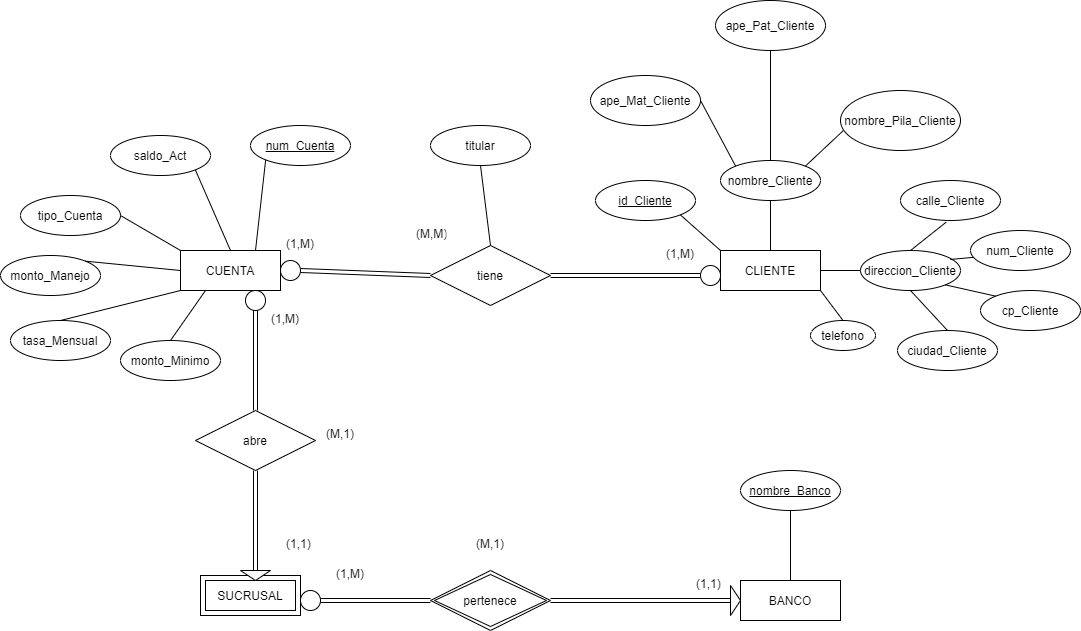 ape_Pat_Cliente
ape_Mat_Cliente
nombre_Pila_Cliente
num_Cuenta
titular
saldo_Act
nombre_Cliente
id_Cliente
calle_Cliente
tipo_Cuenta
(M,M)
(1,M)
(1,M)
num_Cliente
monto_Manejo
CUENTA
tiene
CLIENTE
direccion_Cliente
cp_Cliente
(1,M)
tasa_Mensual
telefono
monto_Minimo
ciudad_Cliente
abre
(M,1)
nombre_Banco
(1,1)
(M,1)
(1,M)
(1,1)
SUCRUSAL
pertenece
BANCO